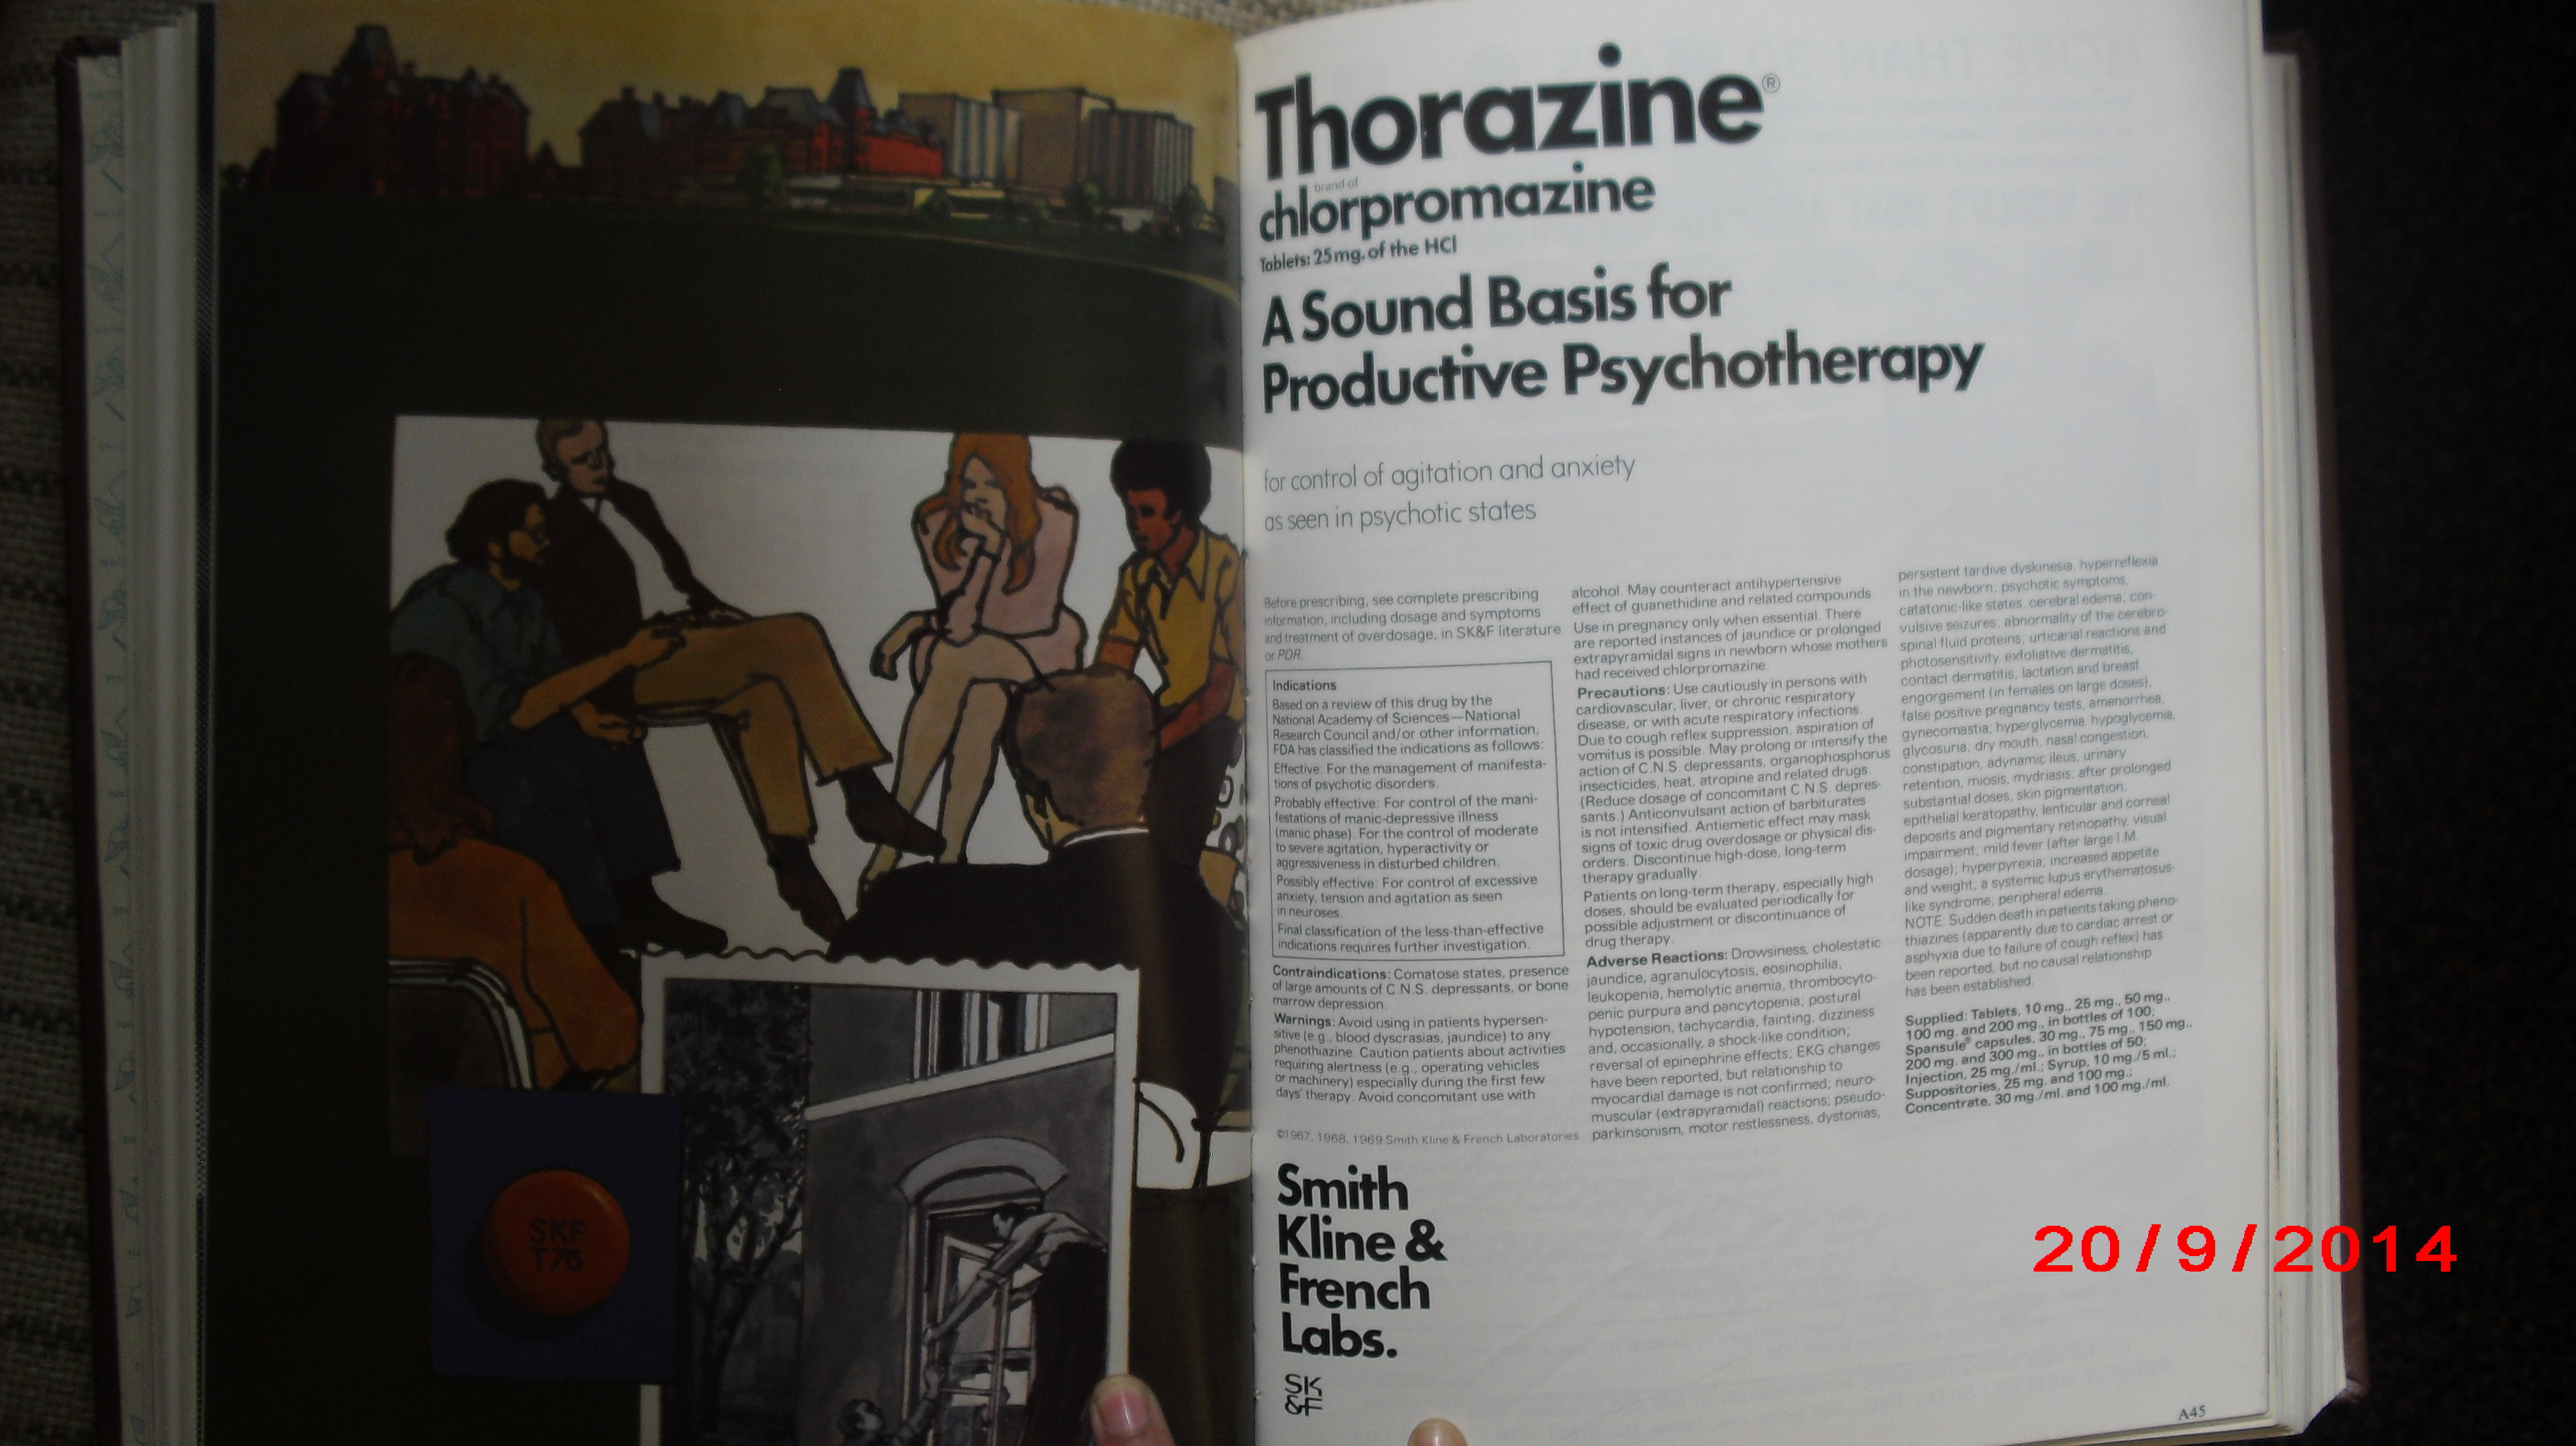 SKF
T76
Thorazine®
brand of
chlorpromazine
Tablets: 25 mg. of the HCl
A Sound Basis for
Productive Psychotherapy
for control of agitation and anxiety
as seen in psychotic states
Before prescribing, see complete prescribing
information, including dosage and symptoms
and treatment of overdosage, in SK&F literature
or PDR.
Indications
Based on a review of this drug by the
National Academy of Sciences—National
Research Council and/or other information,
FDA has classified the indications as follows:
Effective: For the management of manifesta-
tions of psychotic disorders.
Probably effective: For control of the mani-
festations of manic-depressive illness
(manic phase). For the control of moderate
to severe agitation, hyperactivity or
aggressiveness in disturbed children.
Possibly effective: For control of excessive
anxiety, tension and agitation as seen
in neuroses.
Final classification of the less-than-effective
indications requires further investigation.
Contraindications: Comatose states, presence
of large amounts of C.N.S. depressants, or bone
marrow depression.
Warnings: Avoid using in patients hypersen-
sitive (e.g., blood dyscrasias, jaundice) to any
phenothiazine. Caution patients about activities
requiring alertness (e.g., operating vehicles
or machinery) especially during the first few
days' therapy. Avoid concomitant use with
alcohol. May counteract antihypertensive
effect of guanethidine and related compounds.
Use in pregnancy only when essential. There
are reported instances of jaundice or prolonged
extrapyramidal signs in newborn whose mothers
had received chlorpromazine.
Precautions: Use cautiously in persons with
cardiovascular, liver, or chronic respiratory
disease, or with acute respiratory infections.
Due to cough reflex suppression, aspiration of
vomitus is possible. May prolong or intensify the
action of C.N.S. depressants, organophosphorus
insecticides, heat, atropine and related drugs.
(Reduce dosage of concomitant C.N.S. depres-
sants.) Anticonvulsant action of barbiturates
is not intensified. Antiemetic effect may mask
signs of toxic drug overdosage or physical dis-
orders. Discontinue high-dose, long-term
therapy gradually.
Patients on long-term therapy, especially high
doses, should be evaluated periodically for
possible adjustment or discontinuance of
drug therapy.
Adverse Reactions: Drowsiness, cholestatic
jaundice, agranulocytosis, eosinophilia,
leukopenia, hemolytic anemia, thrombocyto-
penic purpura and pancytopenia; postural
hypotension, tachycardia, fainting, dizziness
and, occasionally, a shock-like condition;
reversal of epinephrine effects; EKG changes
have been reported, but relationship to
myocardial damage is not confirmed; neuro-
muscular (extrapyramidal) reactions; pseudo-
parkinsonism, motor restlessness, dystonias,
persistent tardive dyskinesia, hyperreflexia
in the newborn; psychotic symptoms,
catatonic-like states, cerebral edema; con-
vulsive seizures, abnormality of the cerebro-
spinal fluid proteins; urticarial reactions and
photosensitivity, exfoliative dermatitis,
contact dermatitis; lactation and breast
engorgement (in females on large doses),
false positive pregnancy tests, amenorrhea,
gynecomastia; hyperglycemia, hypoglycemia,
glycosuria; dry mouth, nasal congestion,
constipation, adynamic ileus, urinary
retention, miosis, mydriasis; after prolonged
substantial doses, skin pigmentation,
epithelial keratopathy, lenticular and corneal
deposits and pigmentary retinopathy, visual
impairment; mild fever (after large I.M.
dosage); hyperpyrexia; increased appetite
and weight; a systemic lupus erythematosus-
like syndrome; peripheral edema.
NOTE: Sudden death in patients taking pheno-
thiazines (apparently due to cardiac arrest or
asphyxia due to failure of cough reflex) has
been reported, but no causal relationship
has been established.
Supplied: Tablets, 10 mg., 25 mg., 50 mg.,
100 mg. and 200 mg., in bottles of 100;
Spansule® capsules, 30 mg., 75 mg., 150 mg.,
200 mg. and 300 mg., in bottles of 50;
Injection, 25 mg./ml.; Syrup, 10 mg./5 ml.;
Suppositories, 25 mg. and 100 mg.;
Concentrate, 30 mg./ml. and 100 mg./ml.
©1967, 1968, 1969 Smith Kline & French Laboratories
Smith
Kline &
French
Labs.
SK
&F
20/9/2014
A45